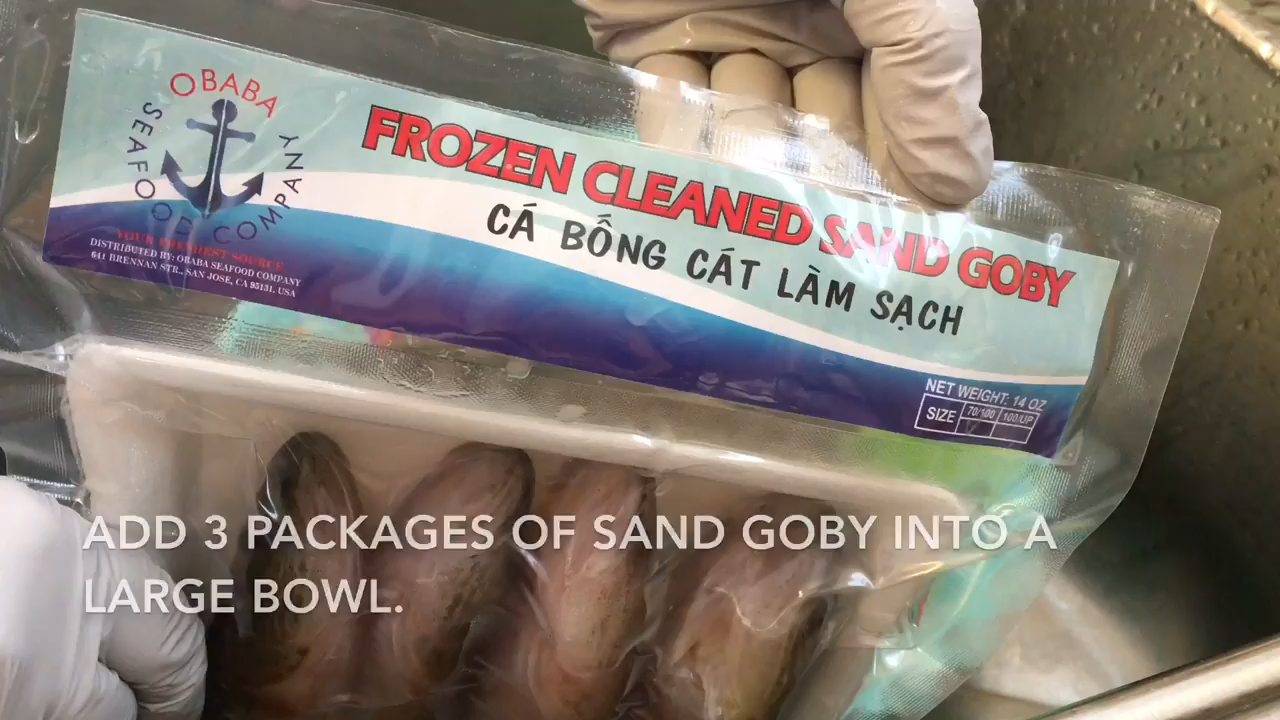 OBABA
SEAFOOD COMPANY
YOUR FRESHEST SOURCE
DISTRIBUTED BY: OBABA SEAFOOD COMPANY
641 BRENNAN STR., SAN JOSE, CA 95131. USA
FROZEN CLEANED SAND GOBY
CÁ BỐNG CÁT LÀM SẠCH
NET WEIGHT: 14 OZ
SIZE 70/100 100/UP
ADD 3 PACKAGES OF SAND GOBY INTO A
LARGE BOWL.